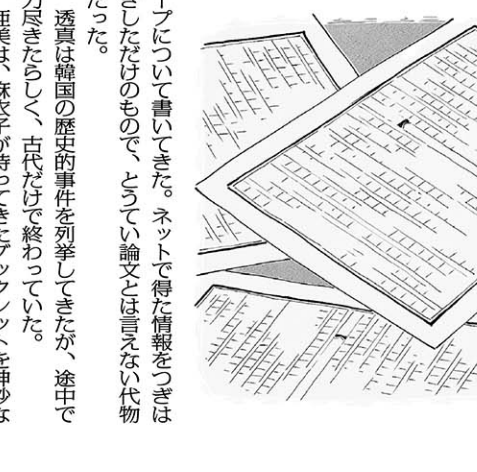 ープについて書いてきた。ネットで得た情報をつぎは
ぎしただけのもので、とうてい論文とは言えない代物
だった。
透真は韓国の歴史的事件を列挙してきたが、途中で
力尽きたらしく、古代だけで終わっていた。
亜美は、麻衣子が持ってきたブックレットを神妙な